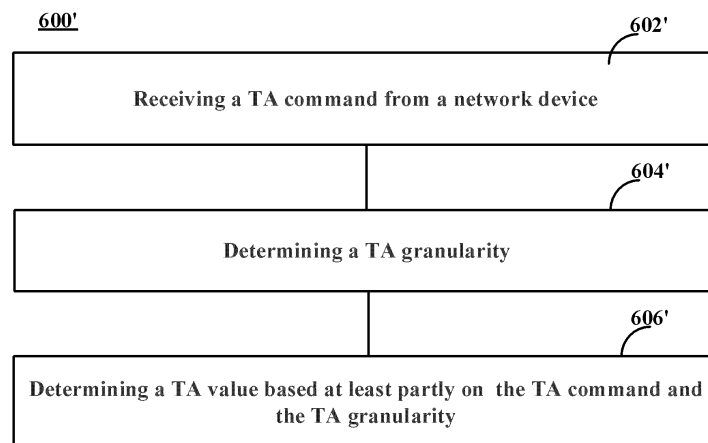 600'
602'
Receiving a TA command from a network device
604'
Determining a TA granularity
606'
Determining a TA value based at least partly on the TA command and
the TA granularity